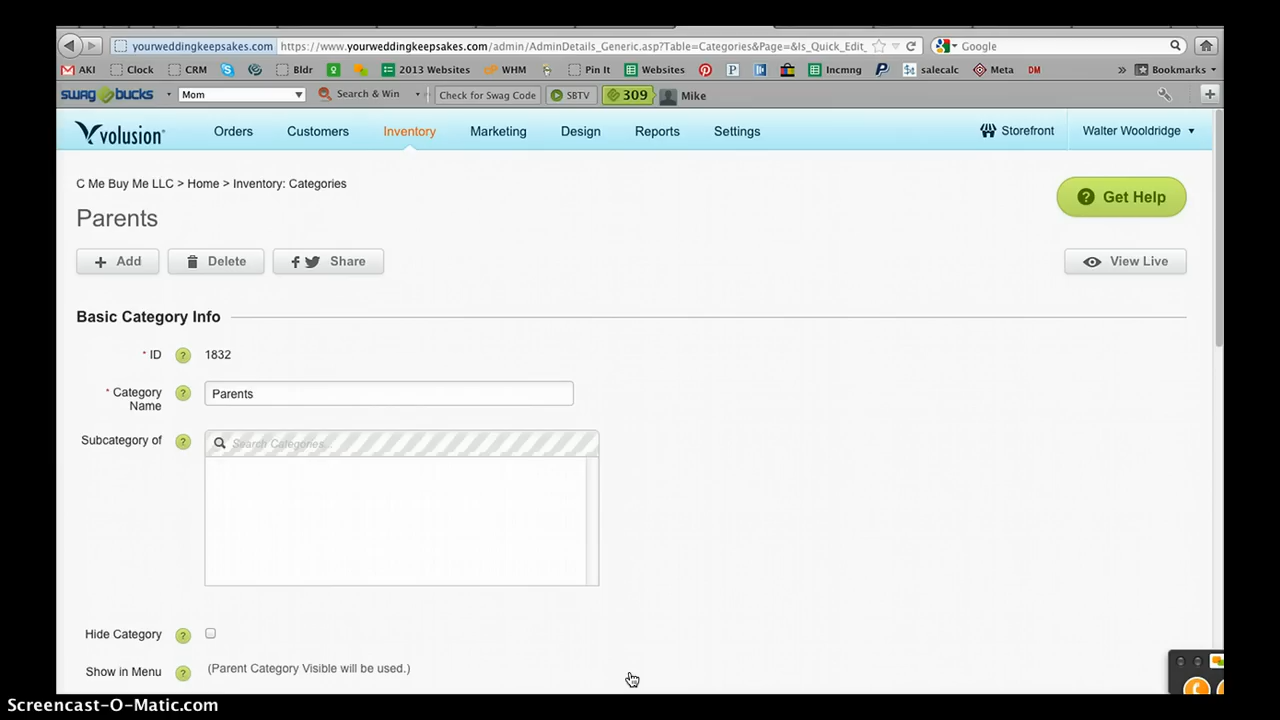 yourweddingkeepsakes.com https://www.yourweddingkeepsakes.com/admin/AdminDetails_Generic.asp?Table=Categories&Page=&Is_Quick_Edit_ Google
AKI Clock CRM Bldr 2013 Websites WHM Pin It Websites Incmng salecalc Meta DM » Bookmarks
swagbucks Mom Search & Win Check for Swag Code SBTV 309 Mike
volusion Orders Customers Inventory Marketing Design Reports Settings Storefront Walter Wooldridge
C Me Buy Me LLC > Home > Inventory: Categories
Get Help
Parents
+ Add Delete Share View Live
Basic Category Info
* ID ? 1832
* Category Name ? Parents
Subcategory of ? Search Categories...
Hide Category ?
Show in Menu ? (Parent Category Visible will be used.)
Screencast-O-Matic.com